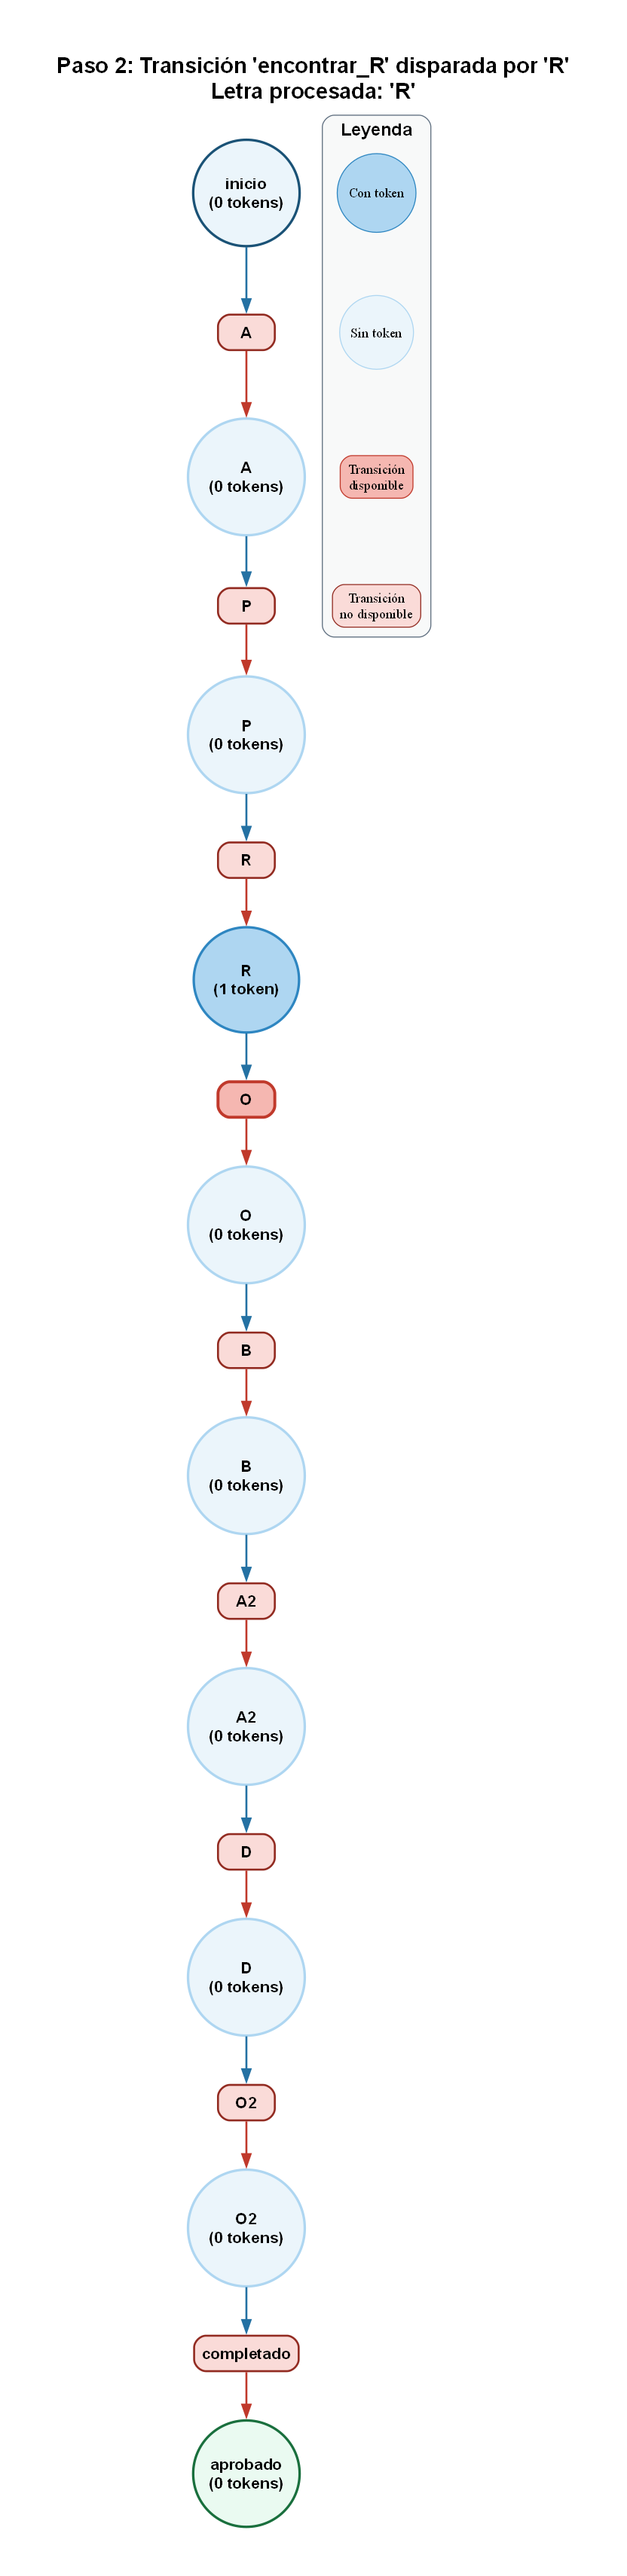 Paso 2: Transición 'encontrar_R' disparada por 'R'
Letra procesada: 'R'
Leyenda
Con token
Sin token
Transición
disponible
Transición
no disponible
inicio
(0 tokens)
A
A
(0 tokens)
P
P
(0 tokens)
R
R
(1 token)
O
O
(0 tokens)
B
B
(0 tokens)
A2
A2
(0 tokens)
D
D
(0 tokens)
O2
O2
(0 tokens)
completado
aprobado
(0 tokens)